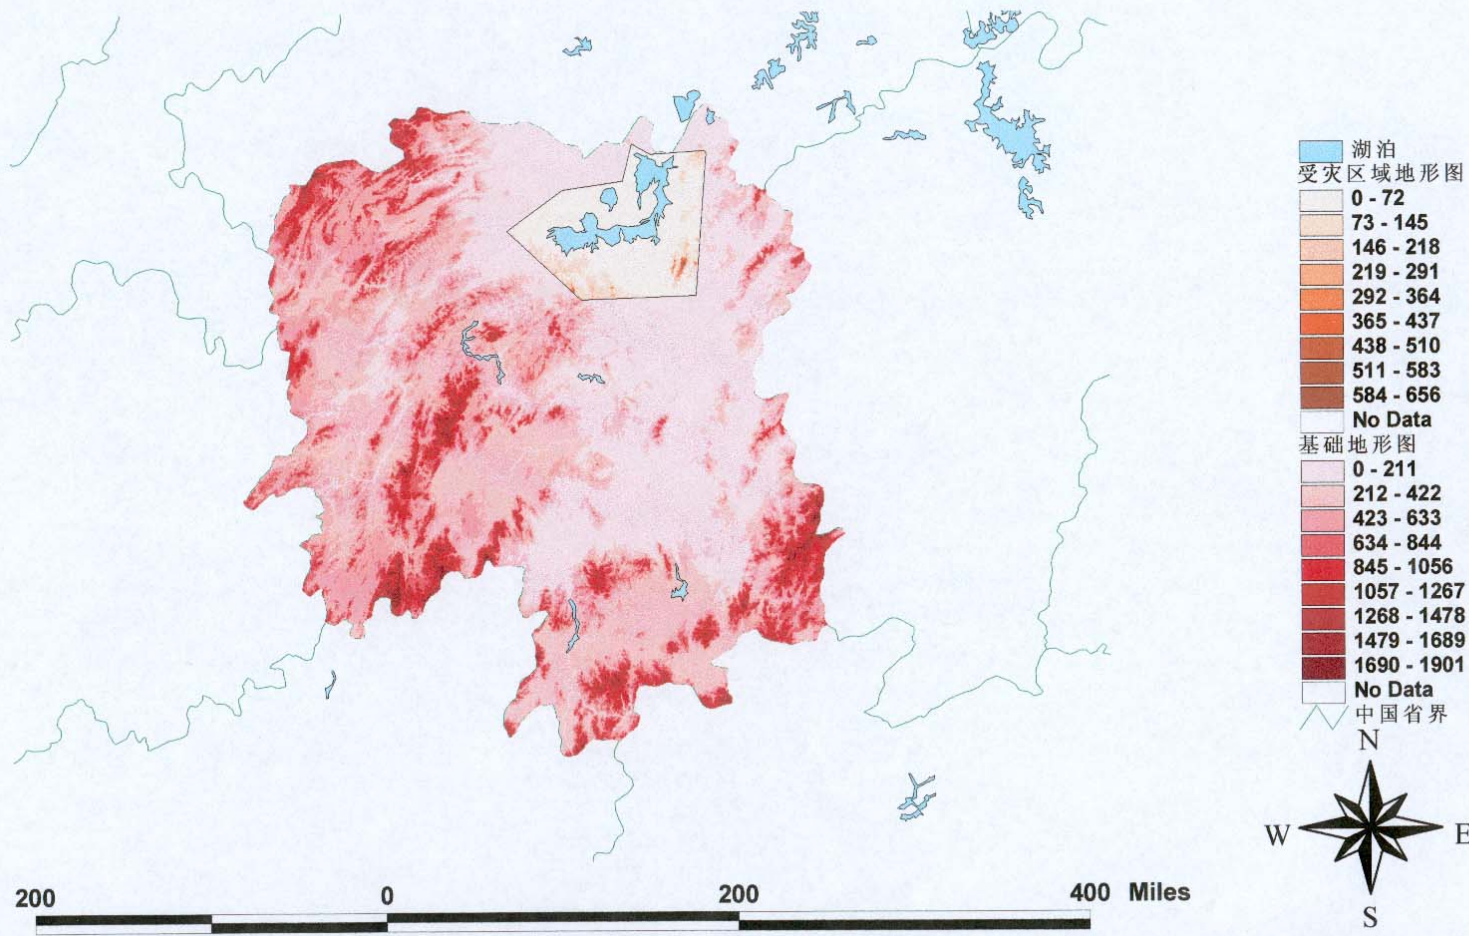 湖泊
受灾区域地形图
0 - 72
73 - 145
146 - 218
219 - 291
292 - 364
365 - 437
438 - 510
511 - 583
584 - 656
No Data
基础地形图
0 - 211
212 - 422
423 - 633
634 - 844
845 - 1056
1057 - 1267
1268 - 1478
1479 - 1689
1690 - 1901
No Data
中国省界
N
W E
S
200 0 200 400 Miles